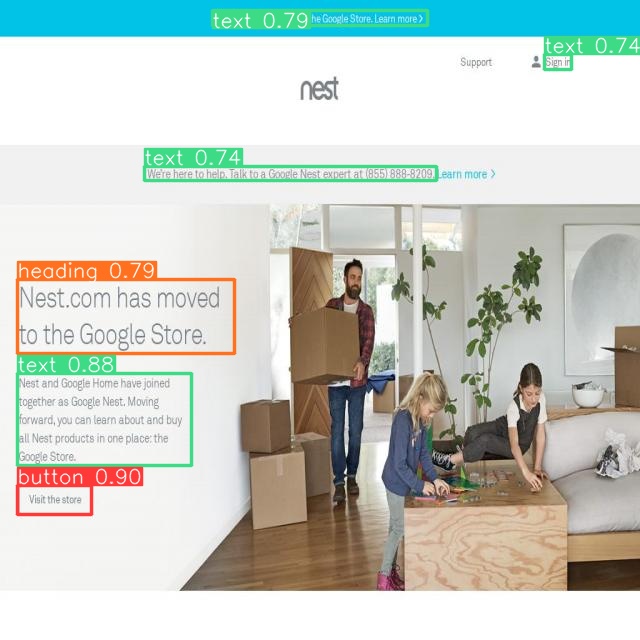 text 0.79
he Google Store. Learn more >
text 0.74
Support
Sign in
nest
text 0.74
We're here to help. Talk to a Google Nest expert at (855) 888-8209. Learn more >
heading 0.79
Nest.com has moved
to the Google Store.
text 0.88
Nest and Google Home have joined
together as Google Nest. Moving
forward, you can learn about and buy
all Nest products in one place: the
Google Store.
button 0.90
Visit the store